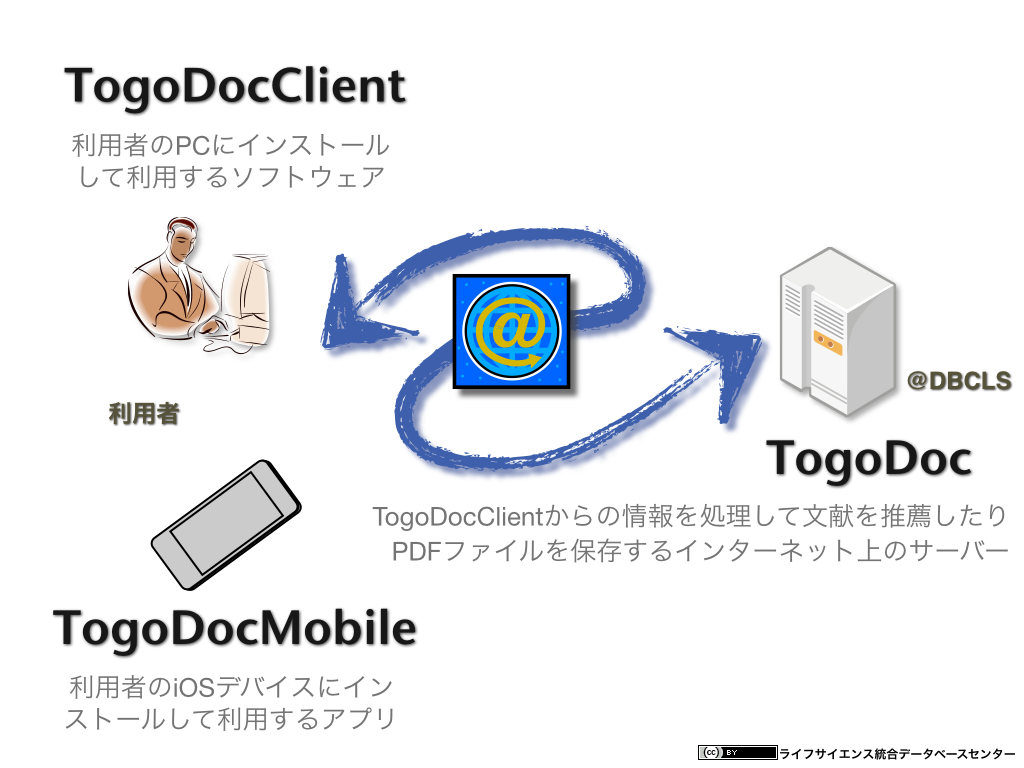 TogoDocClient
利用者のPCにインストール
して利用するソフトウェア
@
@DBCLS
利用者
TogoDoc
TogoDocClientからの情報を処理して文献を推薦したり
PDFファイルを保存するインターネット上のサーバー
TogoDocMobile
利用者のiOSデバイスにイン
ストールして利用するアプリ
(cc) BY ライフサイエンス統合データベースセンター